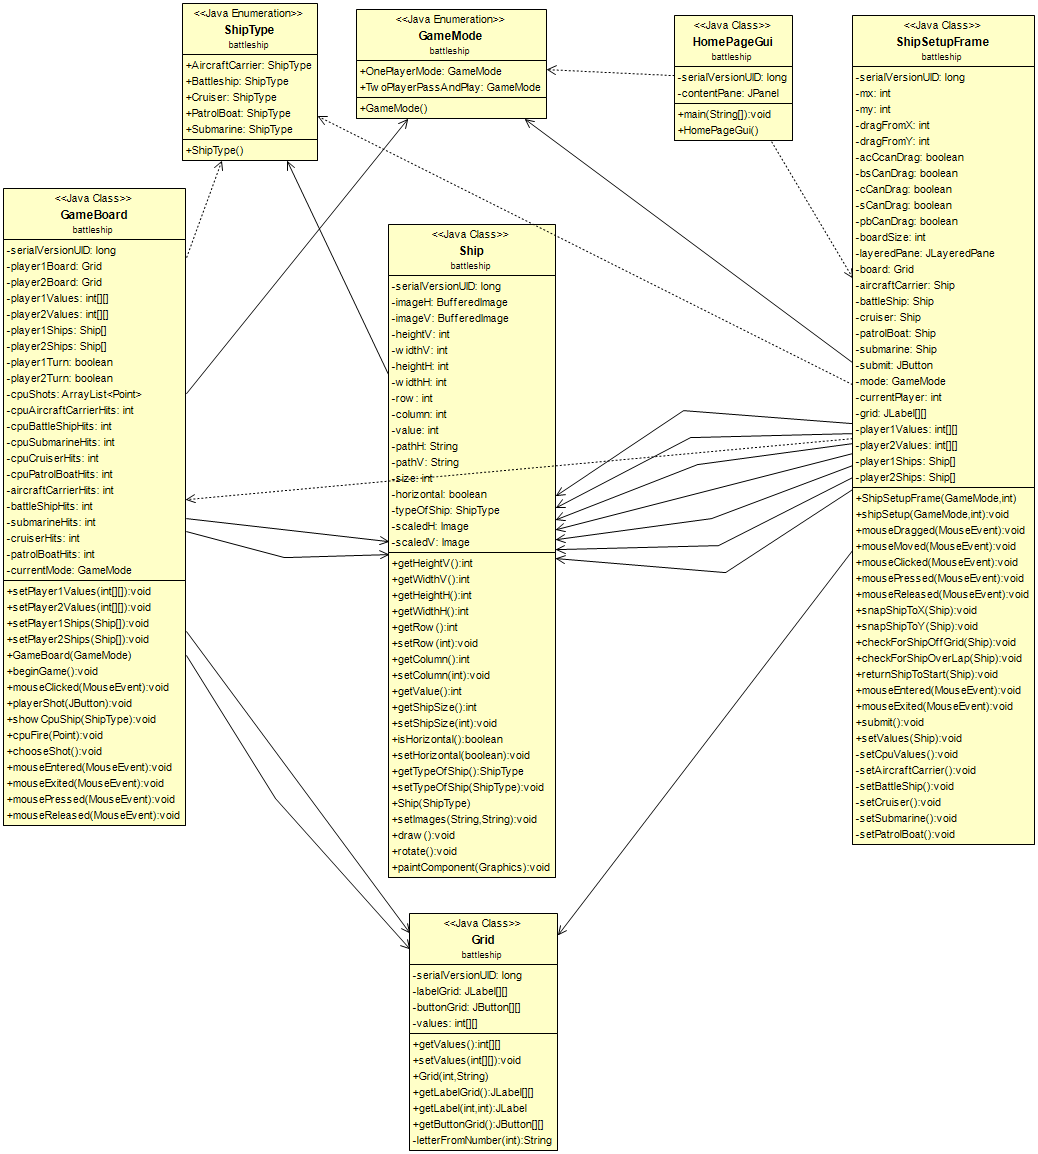 <<Java Enumeration>>
ShipType
battleship
+AircraftCarrier: ShipType
+Battleship: ShipType
+Cruiser: ShipType
+PatrolBoat: ShipType
+Submarine: ShipType
+ShipType()
<<Java Enumeration>>
GameMode
battleship
+OnePlayerMode: GameMode
+TwoPlayerPassAndPlay: GameMode
+GameMode()
<<Java Class>>
HomePageGui
battleship
-serialVersionUID: long
-contentPane: JPanel
+main(String[]):void
+HomePageGui()
<<Java Class>>
ShipSetupFrame
battleship
-serialVersionUID: long
-mx: int
-my: int
-dragFromX: int
-dragFromY: int
-acCcanDrag: boolean
-bsCanDrag: boolean
-cCanDrag: boolean
-sCanDrag: boolean
-pbCanDrag: boolean
-boardSize: int
-layeredPane: JLayeredPane
-board: Grid
-aircraftCarrier: Ship
-battleShip: Ship
-cruiser: Ship
-patrolBoat: Ship
-submarine: Ship
-submit: JButton
-mode: GameMode
-currentPlayer: int
-grid: JLabel[][]
-player1Values: int[][]
-player2Values: int[][]
-player1Ships: Ship[]
-player2Ships: Ship[]
+ShipSetupFrame(GameMode,int)
+shipSetup(GameMode,int):void
+mouseDragged(MouseEvent):void
+mouseMoved(MouseEvent):void
+mouseClicked(MouseEvent):void
+mousePressed(MouseEvent):void
+mouseReleased(MouseEvent):void
+snapShipToX(Ship):void
+snapShipToY(Ship):void
+checkForShipOffGrid(Ship):void
+checkForShipOverLap(Ship):void
+returnShipToStart(Ship):void
+mouseEntered(MouseEvent):void
+mouseExited(MouseEvent):void
+submit():void
+setValues(Ship):void
-setCpuValues():void
-setAircraftCarrier():void
-setBattleShip():void
-setCruiser():void
-setSubmarine():void
-setPatrolBoat():void
<<Java Class>>
GameBoard
battleship
-serialVersionUID: long
-player1Board: Grid
-player2Board: Grid
-player1Values: int[][]
-player2Values: int[][]
-player1Ships: Ship[]
-player2Ships: Ship[]
-player1Turn: boolean
-player2Turn: boolean
-cpuShots: ArrayList<Point>
-cpuAircraftCarrierHits: int
-cpuBattleShipHits: int
-cpuSubmarineHits: int
-cpuCruiserHits: int
-cpuPatrolBoatHits: int
-aircraftCarrierHits: int
-battleShipHits: int
-submarineHits: int
-cruiserHits: int
-patrolBoatHits: int
-currentMode: GameMode
+setPlayer1Values(int[][]):void
+setPlayer2Values(int[][]):void
+setPlayer1Ships(Ship[]):void
+setPlayer2Ships(Ship[]):void
+GameBoard(GameMode)
+beginGame():void
+mouseClicked(MouseEvent):void
+playerShot(JButton):void
+showCpuShip(ShipType):void
+cpuFire(Point):void
+chooseShot():void
+mouseEntered(MouseEvent):void
+mouseExited(MouseEvent):void
+mousePressed(MouseEvent):void
+mouseReleased(MouseEvent):void
<<Java Class>>
Ship
battleship
-serialVersionUID: long
-imageH: BufferedImage
-imageV: BufferedImage
-heightV: int
-widthV: int
-heightH: int
-widthH: int
-row: int
-column: int
-value: int
-pathH: String
-pathV: String
-size: int
-horizontal: boolean
-typeOfShip: ShipType
-scaledH: Image
-scaledV: Image
+getHeightV():int
+getWidthV():int
+getHeightH():int
+getWidthH():int
+getRow():int
+setRow(int):void
+getColumn():int
+setColumn(int):void
+getValue():int
+getShipSize():int
+setShipSize(int):void
+isHorizontal():boolean
+setHorizontal(boolean):void
+getTypeOfShip():ShipType
+setTypeOfShip(ShipType):void
+Ship(ShipType)
+setImages(String,String):void
+draw():void
+rotate():void
+paintComponent(Graphics):void
<<Java Class>>
Grid
battleship
-serialVersionUID: long
-labelGrid: JLabel[][]
-buttonGrid: JButton[][]
-values: int[][]
+getValues():int[][]
+setValues(int[][]):void
+Grid(int,String)
+getLabelGrid():JLabel[][]
+getLabel(int,int):JLabel
+getButtonGrid():JButton[][]
-letterFromNumber(int):String